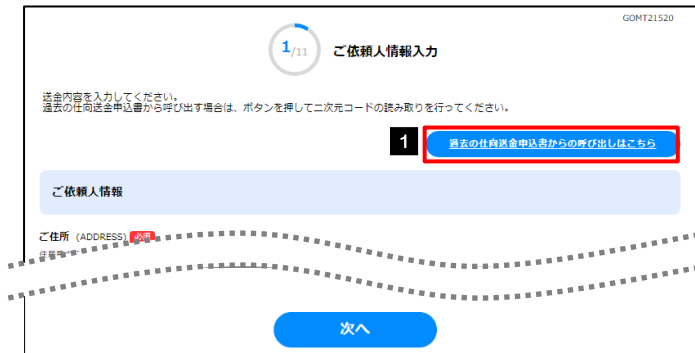 GOMT21520
1/11
ご依頼人情報入力
送金内容を入力してください。
過去の仕向送金申込書から呼び出す場合は、ボタンを押して二次元コードの読み取りを行ってください。
1
過去の仕向送金申込書からの呼び出しはこちら
ご依頼人情報
ご住所 (ADDRESS) 必須
次へ